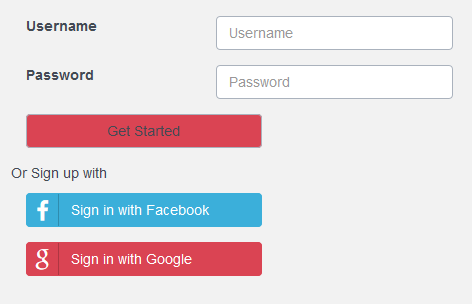 Username Username
Password Password
Get Started
Or Sign up with
f Sign in with Facebook
g Sign in with Google